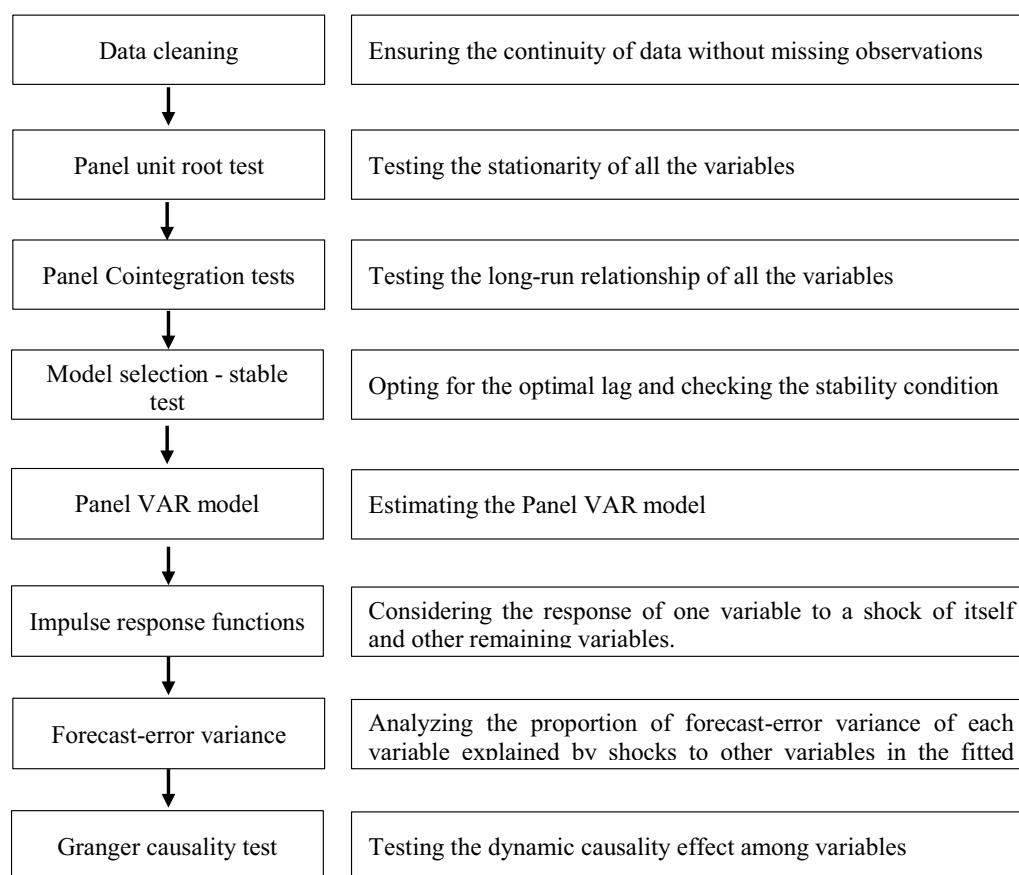 Data cleaning
Ensuring the continuity of data without missing observations
Panel unit root test
Testing the stationarity of all the variables
Panel Cointegration tests
Testing the long-run relationship of all the variables
Model selection - stable
test
Opting for the optimal lag and checking the stability condition
Panel VAR model
Estimating the Panel VAR model
Impulse response functions
Considering the response of one variable to a shock of itself
and other remaining variables.
Forecast-error variance
Analyzing the proportion of forecast-error variance of each
variable explained by shocks to other variables in the fitted
Granger causality test
Testing the dynamic causality effect among variables